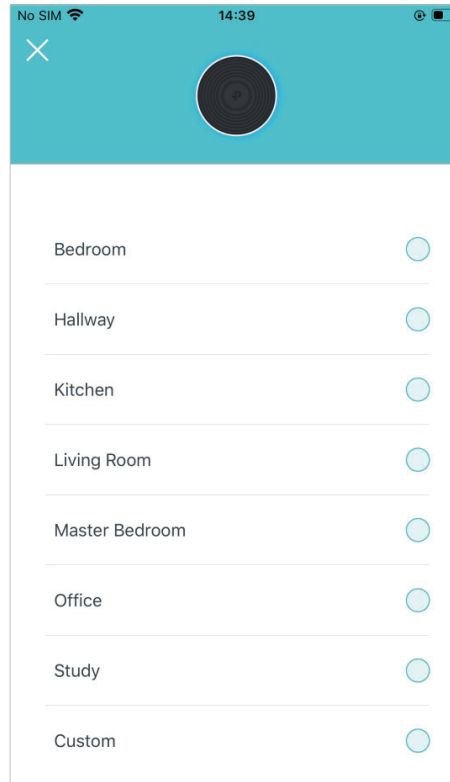 No SIM 14:39
Bedroom
Hallway
Kitchen
Living Room
Master Bedroom
Office
Study
Custom